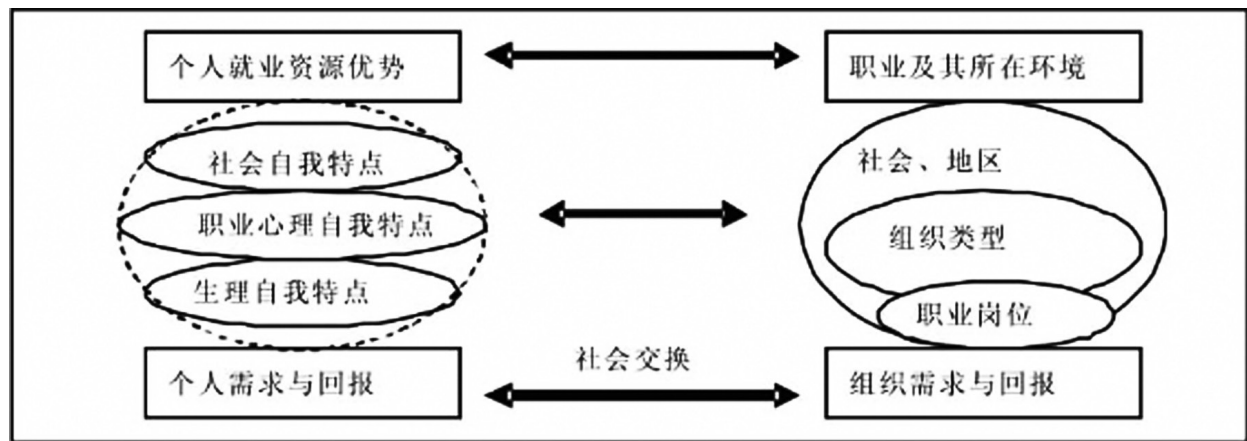 个人就业资源优势
职业及其所在环境
社会自我特点
社会、地区
职业心理自我特点
组织类型
生理自我特点
职业岗位
社会交换
个人需求与回报
组织需求与回报